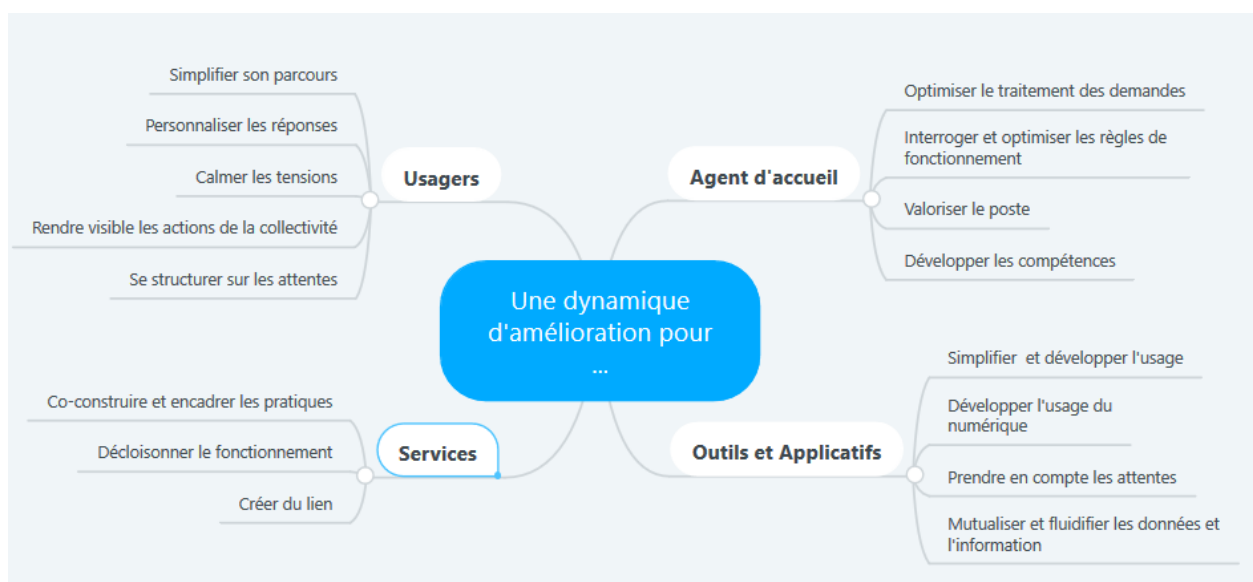 Simplifier son parcours
Personnaliser les réponses
Calmer les tensions
Rendre visible les actions de la collectivité
Se structurer sur les attentes
Usagers
Agent d'accueil
Optimiser le traitement des demandes
Interroger et optimiser les règles de
fonctionnement
Valoriser le poste
Développer les compétences
Une dynamique
d'amélioration pour
...
Co-construire et encadrer les pratiques
Décloisonner le fonctionnement
Créer du lien
Services
Outils et Applicatifs
Simplifier et développer l'usage
Développer l'usage du
numérique
Prendre en compte les attentes
Mutualiser et fluidifier les données et
l'information